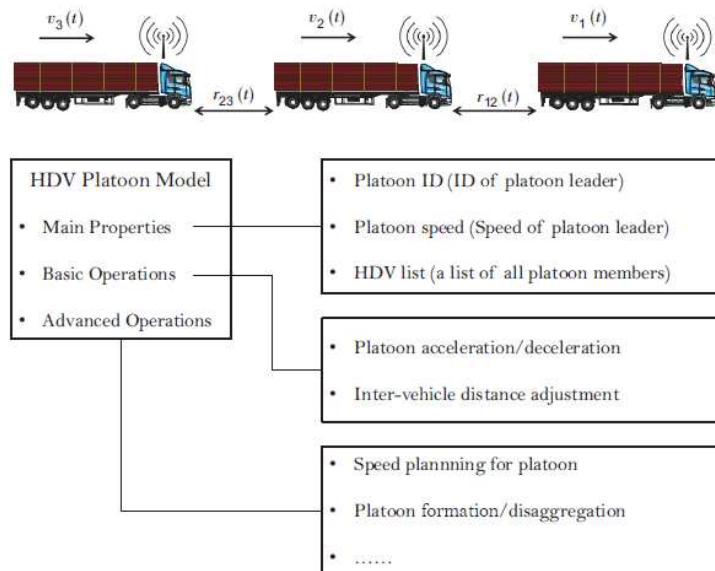 v₃(t) v₂(t) v₁(t)
r₂₃(t) r₁₂(t)
HDV Platoon Model
• Main Properties
• Basic Operations
• Advanced Operations
• Platoon ID (ID of platoon leader)
• Platoon speed (Speed of platoon leader)
• HDV list (a list of all platoon members)
• Platoon acceleration/deceleration
• Inter-vehicle distance adjustment
• Speed plannning for platoon
• Platoon formation/disaggregation
• ......